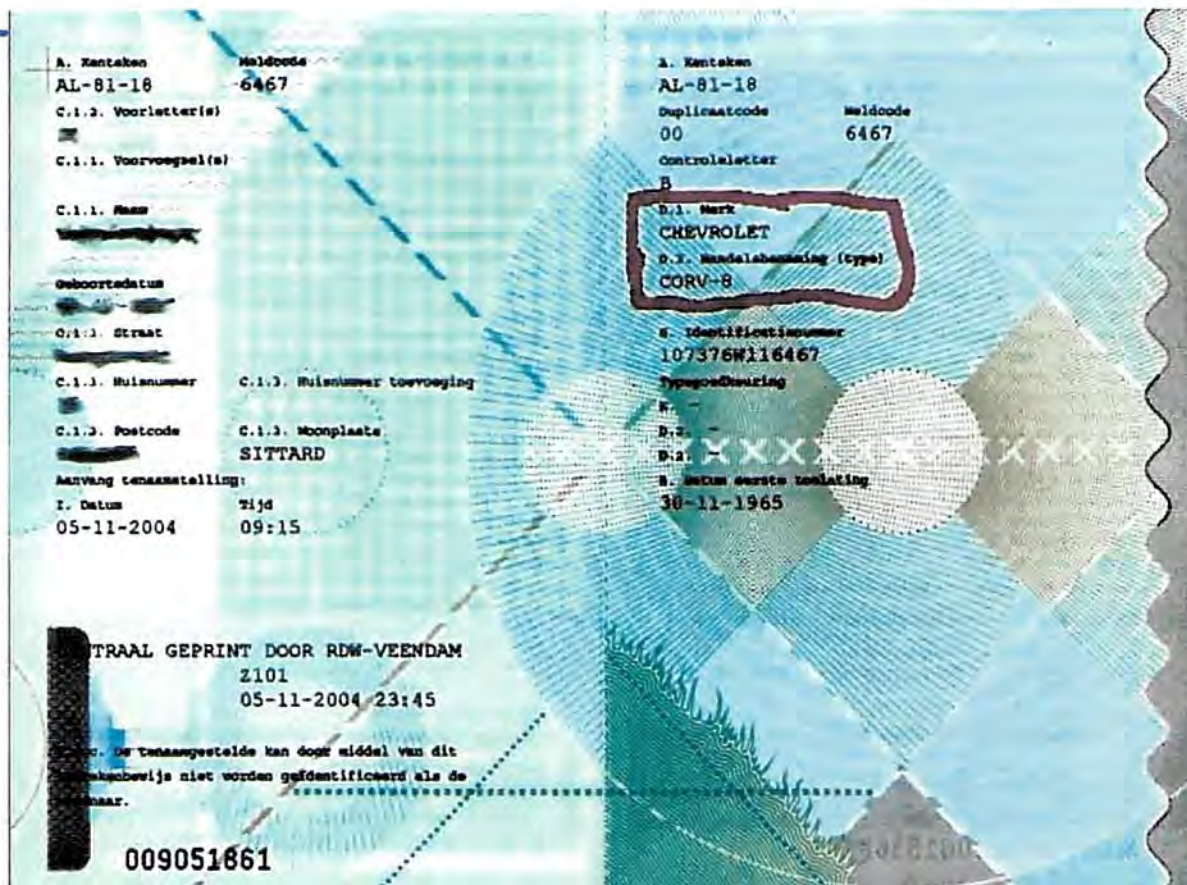 A. Kenteken Meldcode
AL-81-18 6467
C.1.2. Voorletter(s)
C.1.1. Voorvoegsel(s)
C.1.1. Naam
Geboortedatum
C.1.3. Straat
C.1.3. Huisnummer C.1.3. Huisnummer toevoeging
C.1.3. Postcode C.1.3. Woonplaats
SITTARD
Aanvang tenaamstelling:
I. Datum Tijd
05-11-2004 09:15
TRAAL GEPRINT DOOR RDW-VEENDAM
Z101
05-11-2004 23:45
De tenaamgestelde kan door middel van dit
kenbewijs niet worden geïdentificeerd als de
naar.
009051861
A. Kenteken
AL-81-18
Duplicaatcode Meldcode
00 6467
Controleletter
B
D.1. Merk
CHEVROLET
D.3. Handelsbenaming (type)
CORV-8
E. Identificatienummer
107376W116467
Typegoedkeuring
K. -
D.2. -
D.2. -
B. Datum eerste toelating
30-11-1965
XXXXXXXXXXXXX